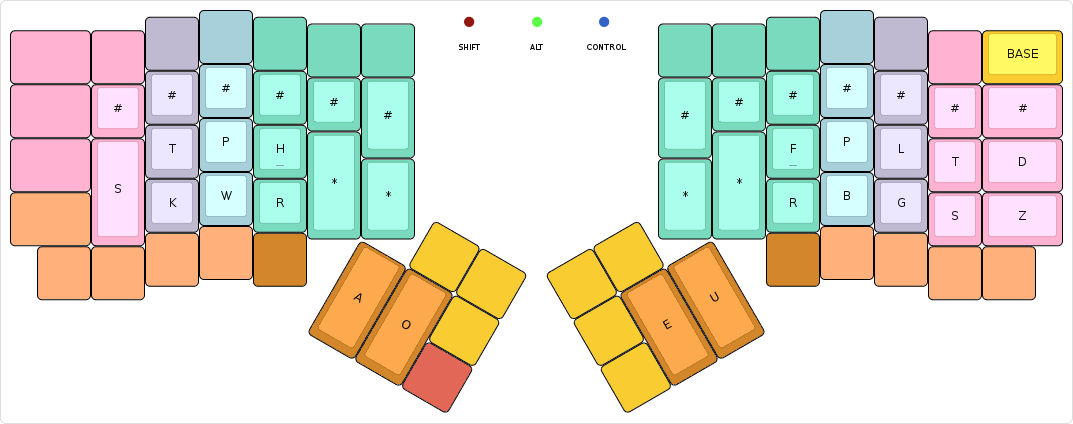 SHIFT ALT CONTROL
BASE
# # # # # #
# # # # # # #
T P H * *
F P L T D
S K W R
* * R B G S Z
A O
E U